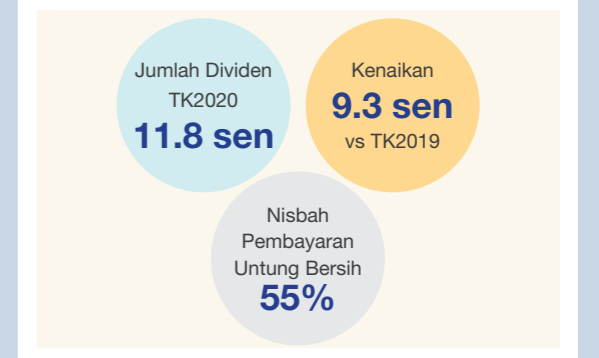 Jumlah Dividen
TK2020
11.8 sen
Kenaikan
9.3 sen
vs TK2019
Nisbah
Pembayaran
Untung Bersih
55%